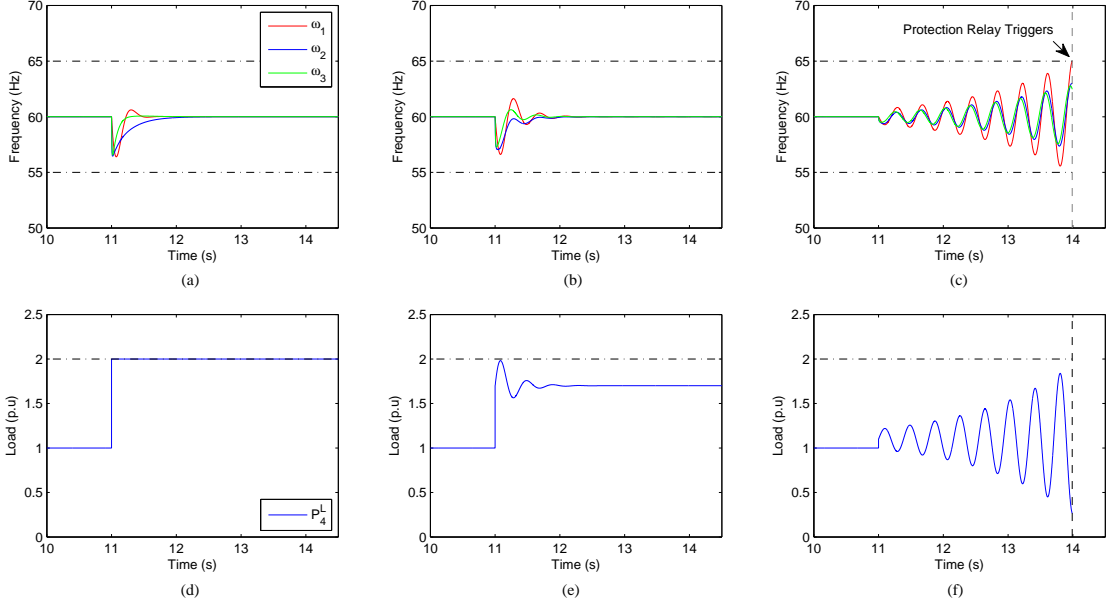 70
65
60
55
50
Frequency (Hz)
ω1
ω2
ω3
10 11 12 13 14
Time (s)
(a)
70
65
60
55
50
Frequency (Hz)
10 11 12 13 14
Time (s)
(b)
70
65
60
55
50
Frequency (Hz)
Protection Relay Triggers
10 11 12 13 14
Time (s)
(c)
2.5
2
1.5
1
0.5
0
Load (p.u)
P4L
10 11 12 13 14
Time (s)
(d)
2.5
2
1.5
1
0.5
0
Load (p.u)
10 11 12 13 14
Time (s)
(e)
2.5
2
1.5
1
0.5
0
Load (p.u)
10 11 12 13 14
Time (s)
(f)